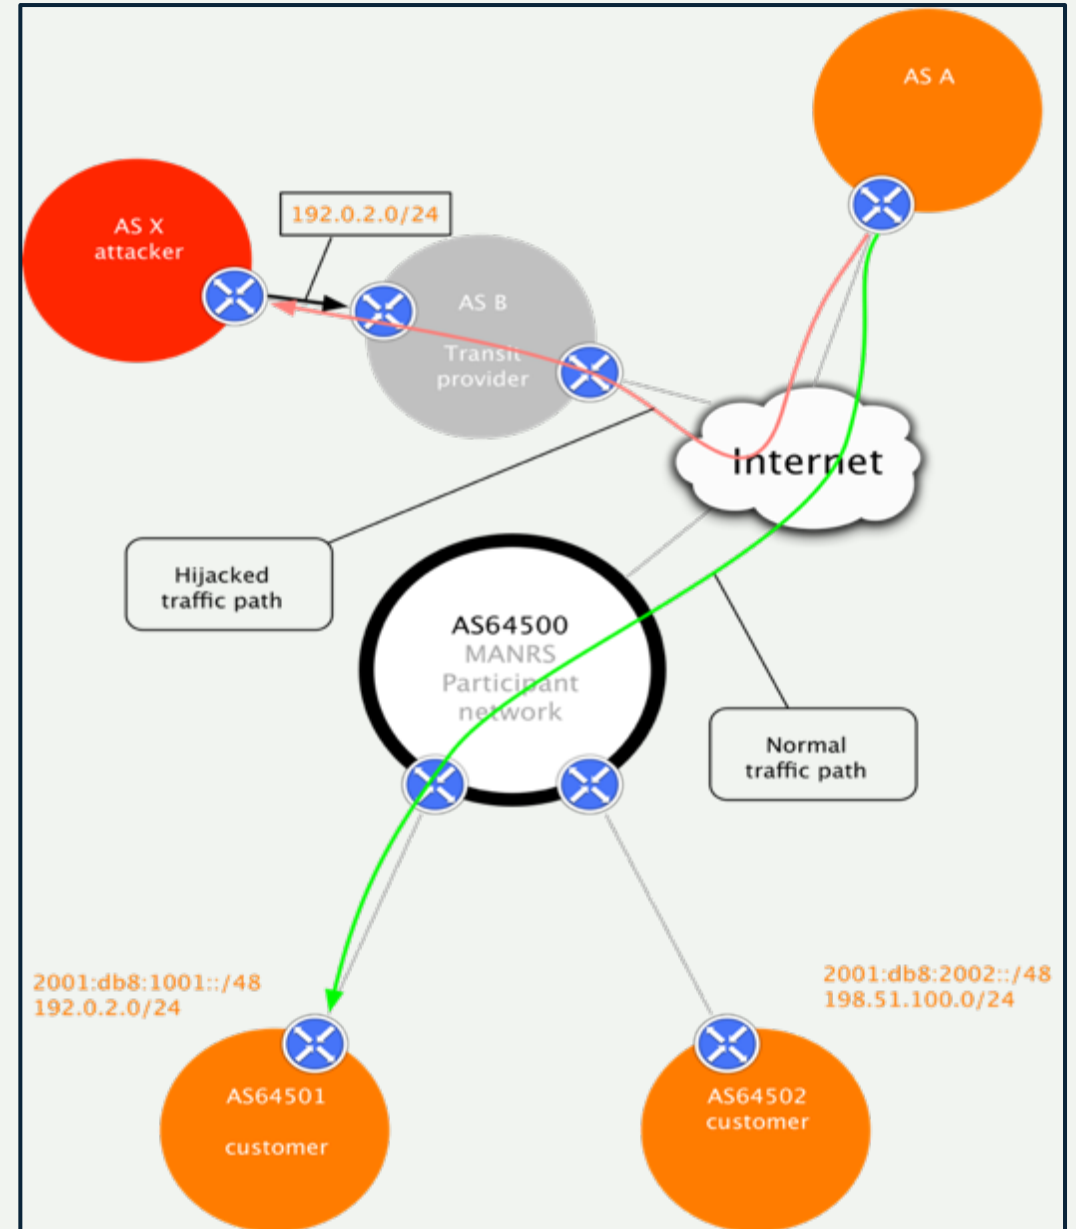 AS A
AS X
attacker
192.0.2.0/24
AS B
Transit
provider
Internet
Hijacked
traffic path
AS64500
MANRS
Participant
network
Normal
traffic path
2001:db8:1001::/48
192.0.2.0/24
2001:db8:2002::/48
198.51.100.0/24
AS64501
customer
AS64502
customer